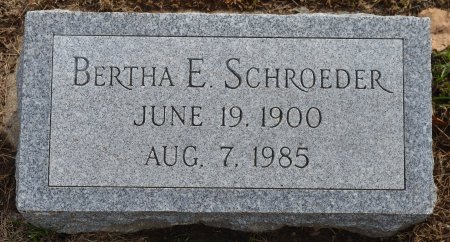 BERTHA E. SCHROEDER
JUNE 19, 1900
AUG. 7, 1985